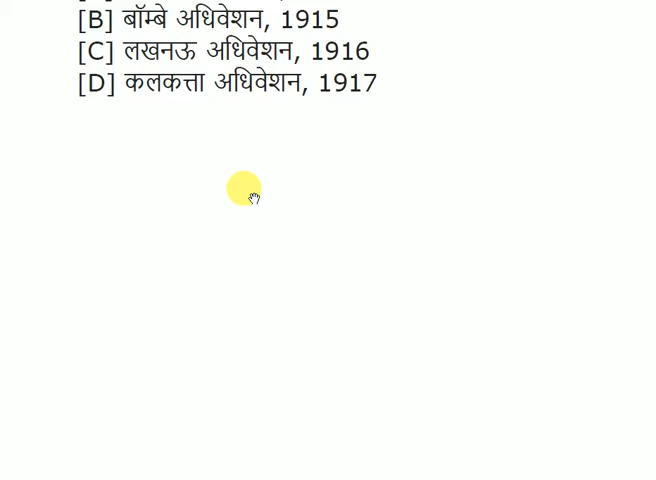 [B] बॉम्बे अधिवेशन, 1915
[C] लखनऊ अधिवेशन, 1916
[D] कलकत्ता अधिवेशन, 1917